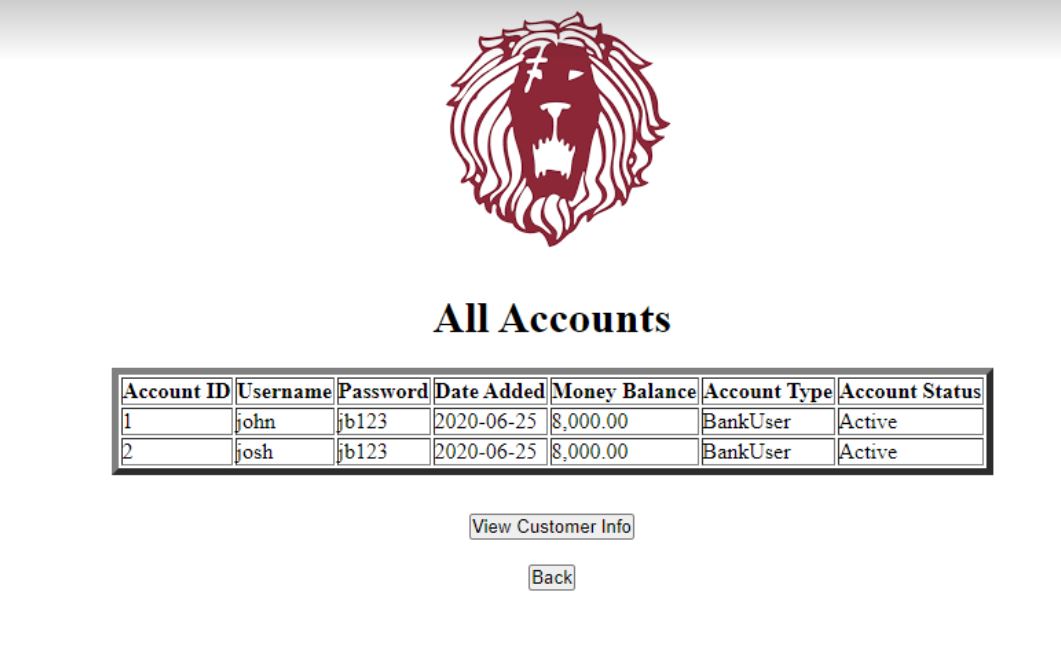 All Accounts
Account ID Username Password Date Added Money Balance Account Type Account Status
1 john jb123 2020-06-25 8,000.00 BankUser Active
2 josh jb123 2020-06-25 8,000.00 BankUser Active
View Customer Info
Back